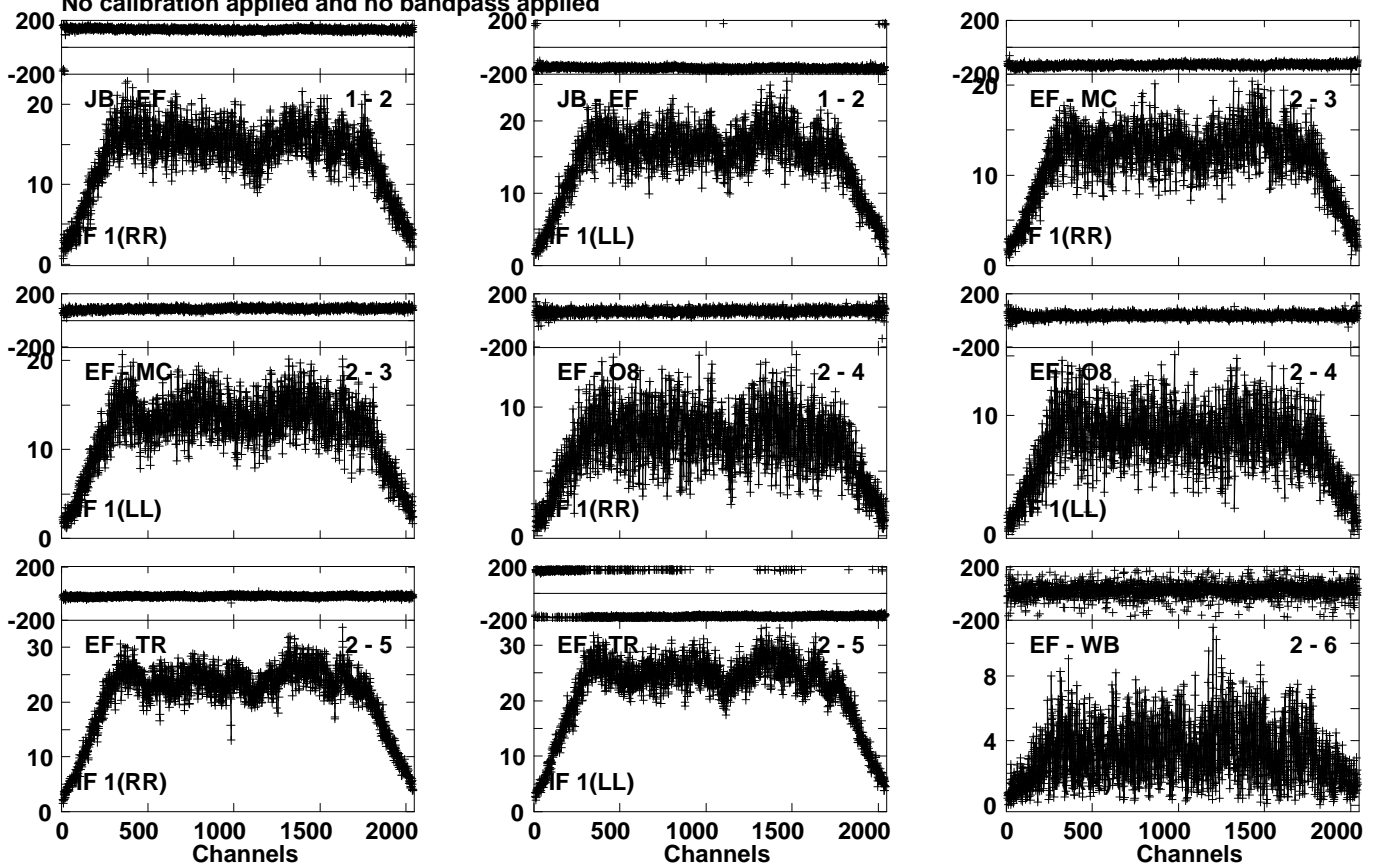 No calibration applied and no bandpass applied
200
-200
20
10
0
JB - EF 1 - 2
IF 1(RR)
200
-200
20
10
0
JB - EF 1 - 2
IF 1(LL)
200
-200
20
10
0
EF - MC 2 - 3
IF 1(RR)
200
-200
20
10
0
EF - MC 2 - 3
IF 1(LL)
200
-200
10
0
EF - O8 2 - 4
IF 1(RR)
200
-200
10
0
EF - O8 2 - 4
IF 1(LL)
200
-200
30
20
10
0
EF - TR 2 - 5
IF 1(RR)
0 500 1000 1500 2000
Channels
200
-200
30
20
10
0
EF - TR 2 - 5
IF 1(LL)
0 500 1000 1500 2000
Channels
200
-200
8
4
0
EF - WB 2 - 6
0 500 1000 1500 2000
Channels